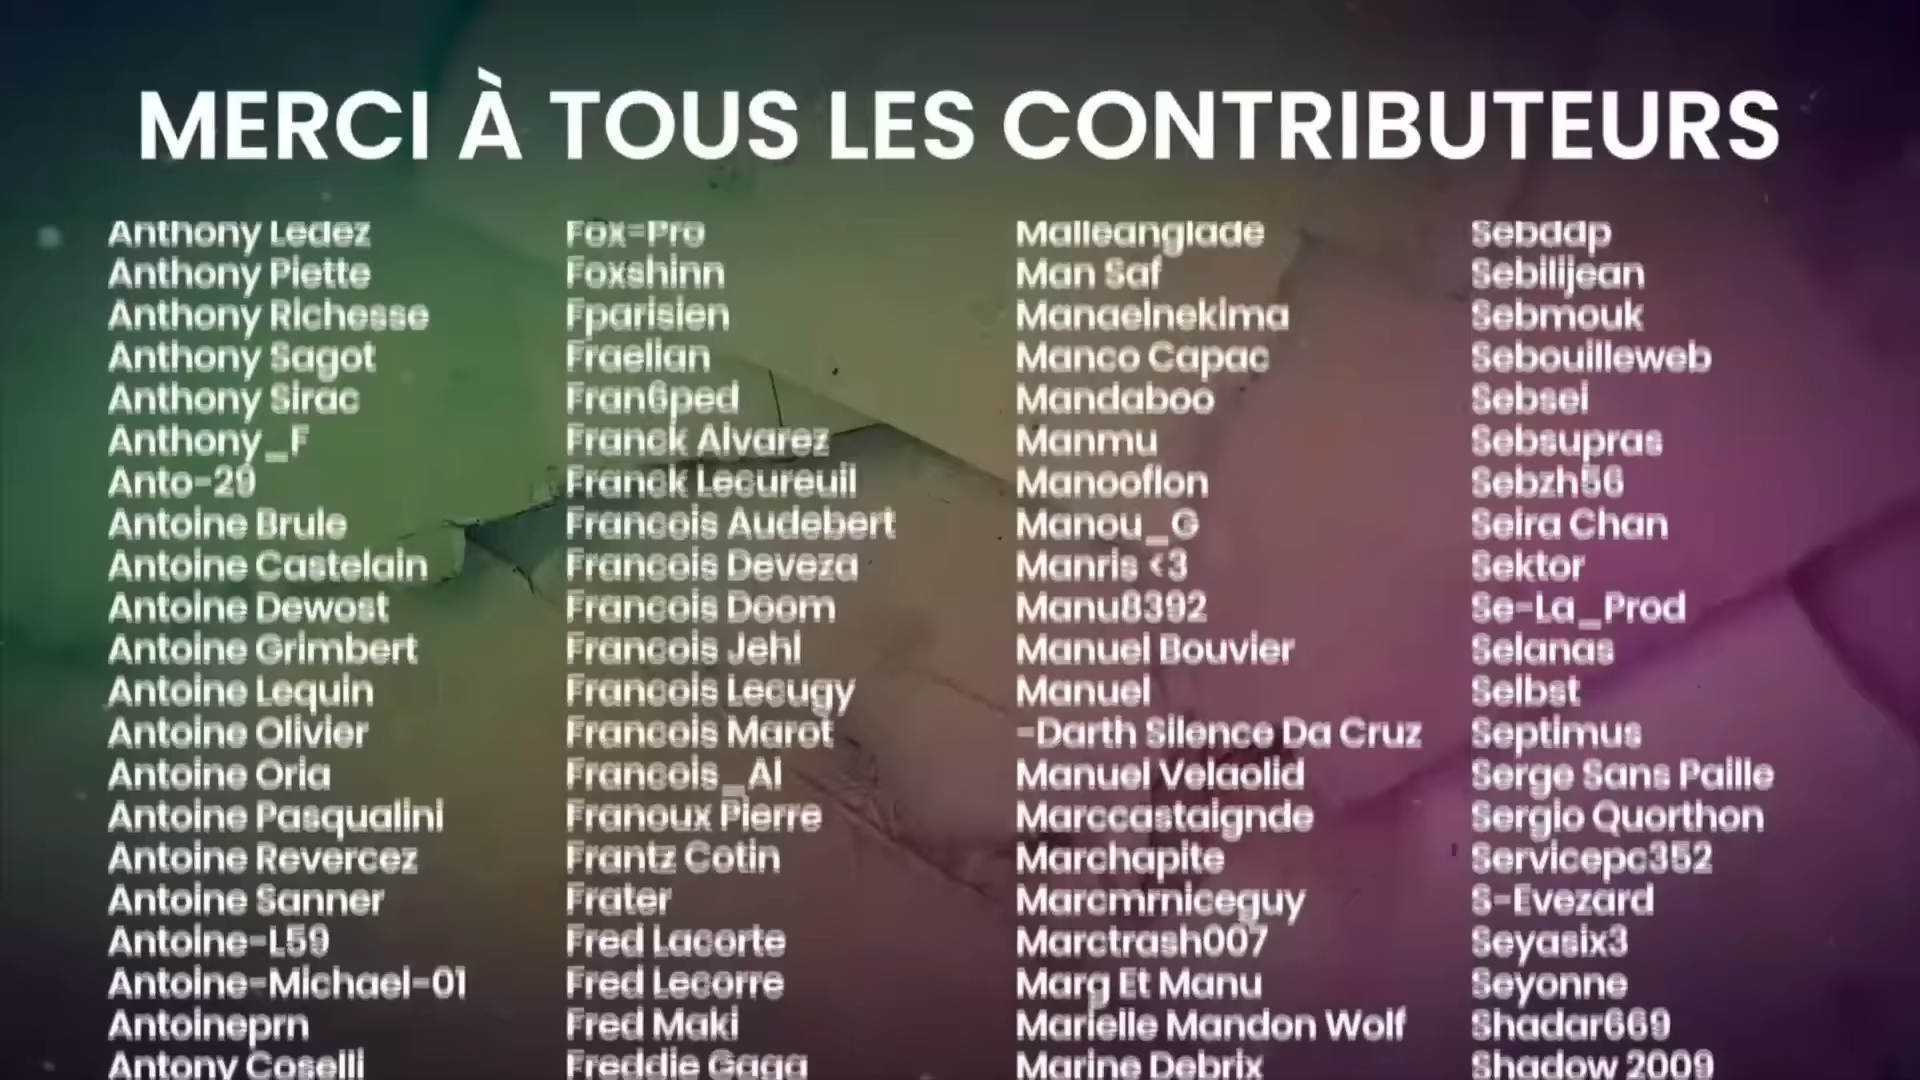 MERCI À TOUS LES CONTRIBUTEURS
Anthony Ledez
Anthony Piette
Anthony Richesse
Anthony Sagot
Anthony Sirac
Anthony_F
Anto-29
Antoine Brule
Antoine Castelain
Antoine Dewost
Antoine Grimbert
Antoine Lequin
Antoine Olivier
Antoine Oria
Antoine Pasqualini
Antoine Revercez
Antoine Sanner
Antoine-L59
Antoine-Michael-01
Antoineprn
Antony Coselli
Fox-Pro
Foxshinn
Fparisien
Fraelian
Fran6ped
Franck Alvarez
Franck Lecureuil
Francois Audebert
Francois Deveza
Francois Doom
Francois Jehl
Francois Lecugy
Francois Marot
Francois_Al
Franoux Pierre
Frantz Cotin
Frater
Fred Lacorte
Fred Lecorre
Fred Maki
Freddie Gaga
Malleanglade
Man Saf
Manaelnekima
Manco Capac
Mandaboo
Manmu
Manooflon
Manou_G
Manris <3
Manu8392
Manuel Bouvier
Manuel
-Darth Silence Da Cruz
Manuel Velaolid
Marccastaignde
Marchapite
Marcmrniceguy
Marctrash007
Marg Et Manu
Marielle Mandon Wolf
Marine Debrix
Sebddp
Sebilijean
Sebmouk
Sebouilleweb
Sebsei
Sebsupras
Sebzh56
Seira Chan
Sektor
Se-La_Prod
Selanas
Selbst
Septimus
Serge Sans Paille
Sergio Quorthon
Servicepc352
S-Evezard
Seyasix3
Seyonne
Shadar669
Shadow 2009